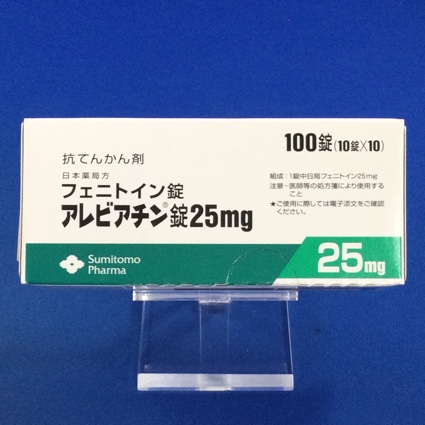 100錠(10錠×10)
抗てんかん剤
日本薬局方
フェニトイン錠
アレビアチン®錠25mg
組成:1錠中日局フェニトイン25mg
注意-医師等の処方箋により使用する
こと
★ご使用に際しては電子添文をご確認
ください。
Sumitomo
Pharma
25mg